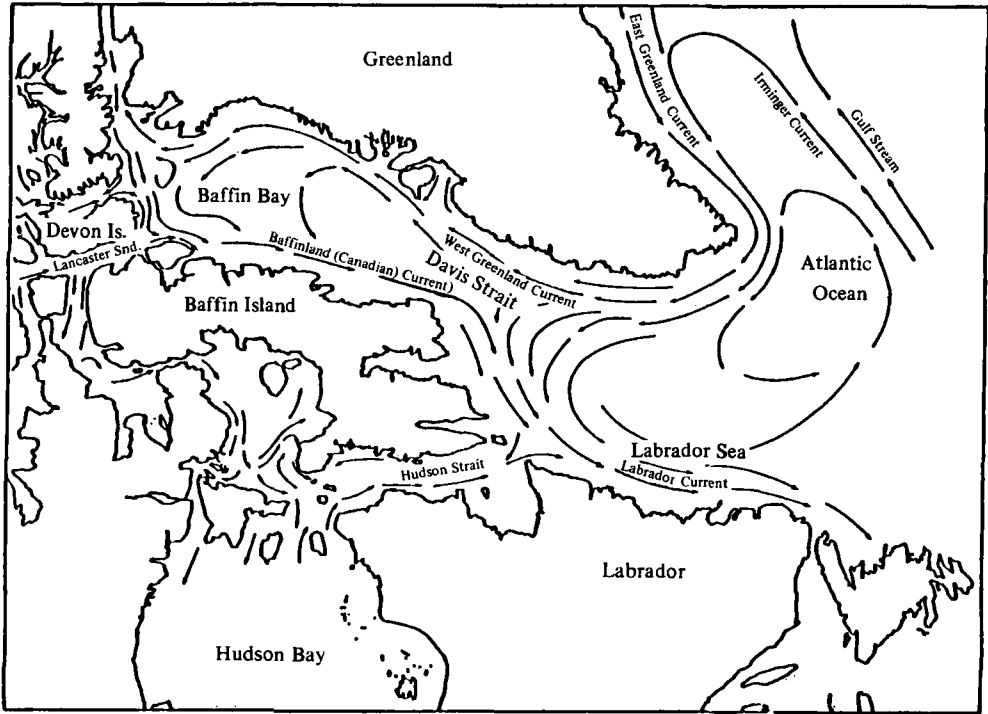 Greenland
East Greenland Current
Irminger Current
Gulf Stream
Baffin Bay
Devon Is.
Lancaster Snd.
Baffinland (Canadian) Current)
West Greenland Current
Davis Strait
Atlantic
Ocean
Baffin Island
Labrador Sea
Hudson Strait
Labrador Current
Labrador
Hudson Bay